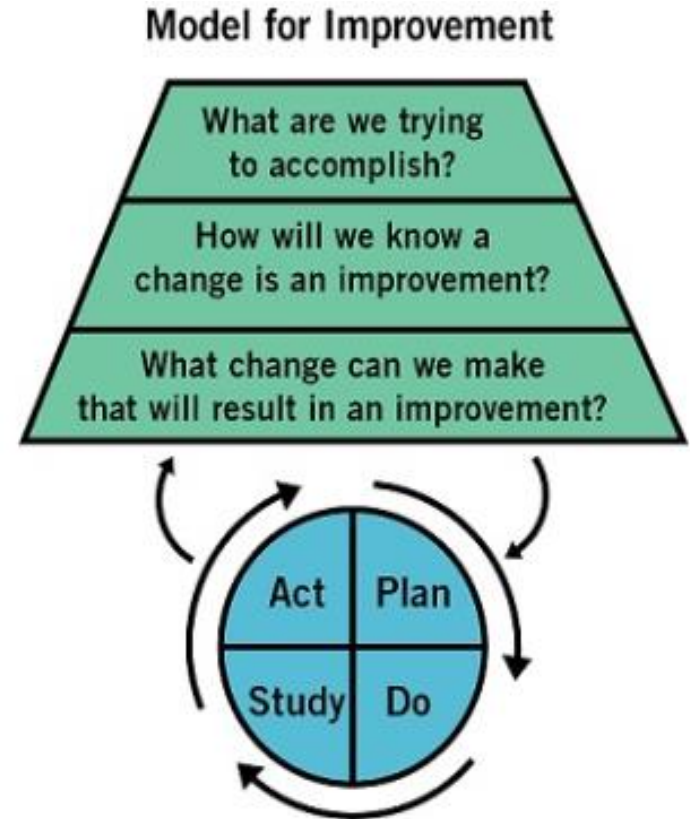 Model for Improvement
What are we trying
to accomplish?
How will we know a
change is an improvement?
What change can we make
that will result in an improvement?
Act
Plan
Study
Do